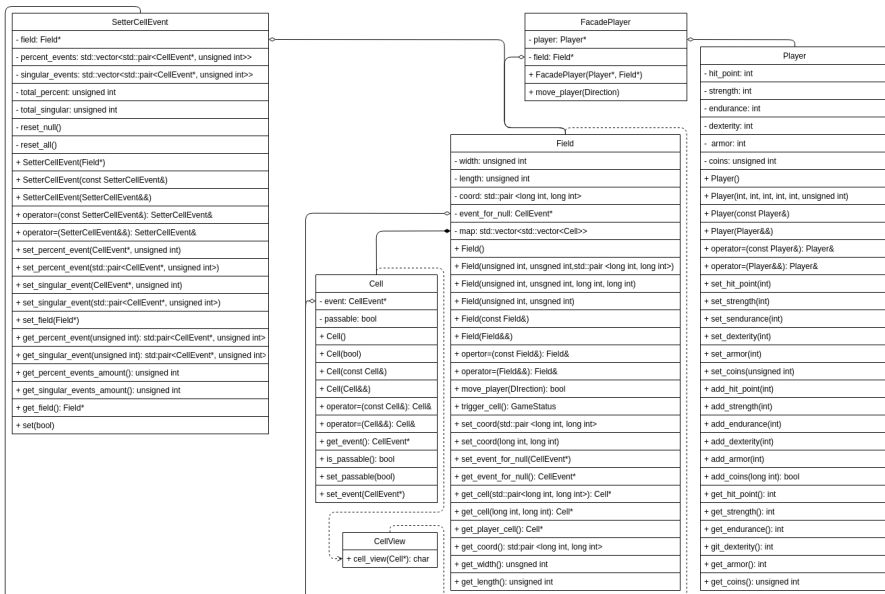 SetterCellEvent
- field: Field*
- percent_events: std::vector<std::pair<CellEvent*, unsigned int>>
- singular_events: std::vector<std::pair<CellEvent*, unsigned int>>
- total_percent: unsigned int
- total_singular: unsigned int
- reset_null()
- reset_all()
+ SetterCellEvent(Field*)
+ SetterCellEvent(const SetterCellEvent&)
+ SetterCellEvent(SetterCellEvent&&)
+ operator=(const SetterCellEvent&): SetterCellEvent&
+ operator=(SetterCellEvent&&): SetterCellEvent&
+ set_percent_event(CellEvent*, unsigned int)
+ set_percent_event(std::pair<CellEvent*, unsigned int>)
+ set_singular_event(CellEvent*, unsigned int)
+ set_singular_event(std::pair<CellEvent*, unsigned int>)
+ set_field(Field*)
+ get_percent_event(unsigned int): std:pair<CellEvent*, unsigned int>
+ get_singular_event(unsigned int): std:pair<CellEvent*, unsigned int>
+ get_percent_events_amount(): unsigned int
+ get_singular_events_amount(): unsigned int
+ get_field(): Field*
+ set(bool)
FacadePlayer
- player: Player*
- field: Field*
+ FacadePlayer(Player*, Field*)
+ move_player(Direction)
Player
- hit_point: int
- strength: int
- endurance: int
- dexterity: int
- armor: int
- coins: unsigned int
+ Player()
+ Player(int, int, int, int, int, unsigned int)
+ Player(const Player&)
+ Player(Player&&)
+ operator=(const Player&): Player&
+ operator=(Player&&): Player&
+ set_hit_point(int)
+ set_strength(int)
+ set_sendurance(int)
+ set_dexterity(int)
+ set_armor(int)
+ set_coins(unsigned int)
+ add_hit_point(int)
+ add_strength(int)
+ add_endurance(int)
+ add_dexterity(int)
+ add_armor(int)
+ add_coins(long int): bool
+ get_hit_point(): int
+ get_strength(): int
+ get_endurance(): int
+ git_dexterity(): int
+ get_armor(): int
+ get_coins(): unsigned int
Field
- width: unsigned int
- length: unsigned int
- coord: std::pair <long int, long int>
- event_for_null: CellEvent*
- map: std::vector<std::vector<Cell>>
+ Field()
+ Field(unsigned int, unsgned int,std::pair <long int, long int>)
+ Field(unsigned int, unsgned int, long int, long int)
+ Field(unsigned int, unsgned int)
+ Field(const Field&)
+ Field(Field&&)
+ opertor=(const Field&): Field&
+ operator=(Field&&): Field&
+ move_player(DIrection): bool
+ trigger_cell(): GameStatus
+ set_coord(std::pair <long int, long int>
+ set_coord(long int, long int)
+ set_event_for_null(CellEvent*)
+ get_event_for_null(): CellEvent*
+ get_cell(std::pair<long int, long int>): Cell*
+ get_cell(long int, long int): Cell*
+ get_player_cell(): Cell*
+ get_coord(): std:pair <long int, long int>
+ get_width(): unsgned int
+ get_length(): unsigned int
Cell
- event: CellEvent*
- passable: bool
+ Cell()
+ Cell(bool)
+ Cell(const Cell&)
+ Cell(Cell&&)
+ operator=(const Cell&): Cell&
+ operator=(Cell&&): Cell&
+ get_event(): CellEvent*
+ is_passable(): bool
+ set_passable(bool)
+ set_event(CellEvent*)
CellView
+ cell_view(Cell*): char